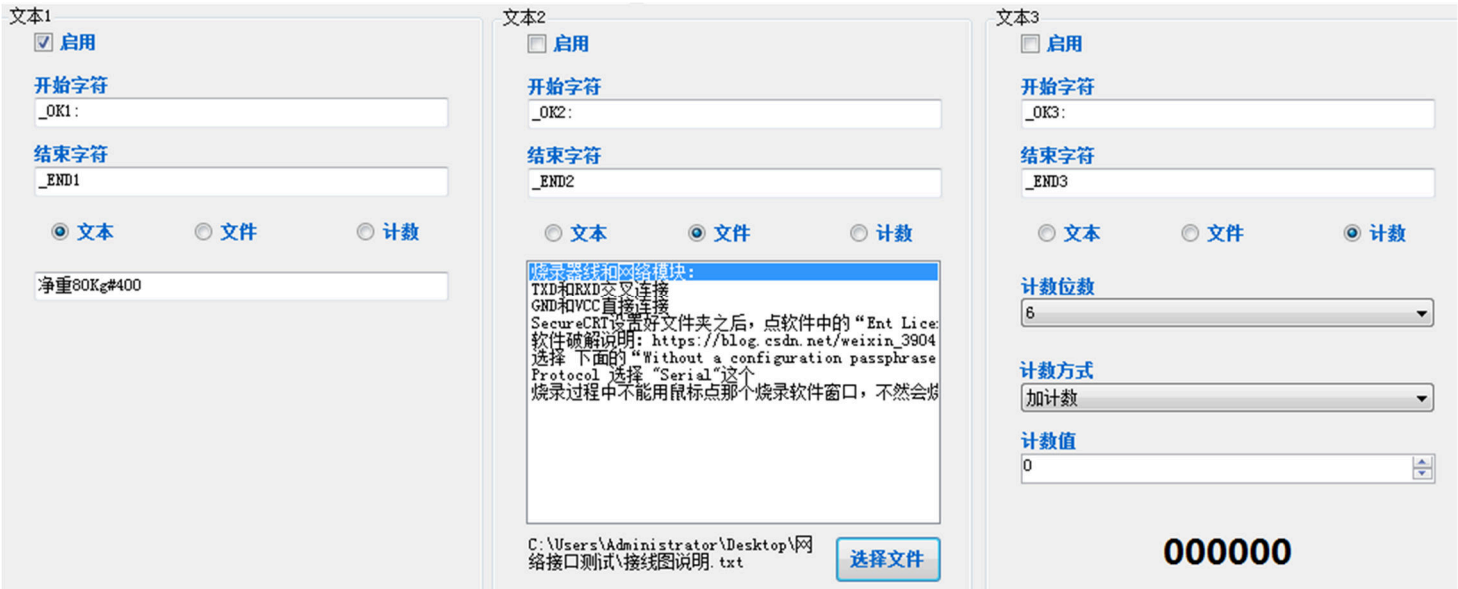 文本1
启用
开始字符
_OK1:
结束字符
_END1
文本 文件 计数
净重80Kg#400
文本2
启用
开始字符
_OK2:
结束字符
_END2
文本 文件 计数
烧录器线和网络模块:
TXD和RXD交叉连接
GND和VCC直接连接
SecureCRT设置好文件夹之后，点软件中的“Ent Lice
软件破解说明: https://blog.csdn.net/weixin_3904
选择 下面的“Without a configuration passphrase
Protocol 选择 “Serial”这个
烧录过程中不能用鼠标点那个烧录软件窗口，不然会烧
C:\Users\Administrator\Desktop\网
络接口测试\接线图说明.txt
选择文件
文本3
启用
开始字符
_OK3:
结束字符
_END3
文本 文件 计数
计数位数
6
计数方式
加计数
计数值
0
000000